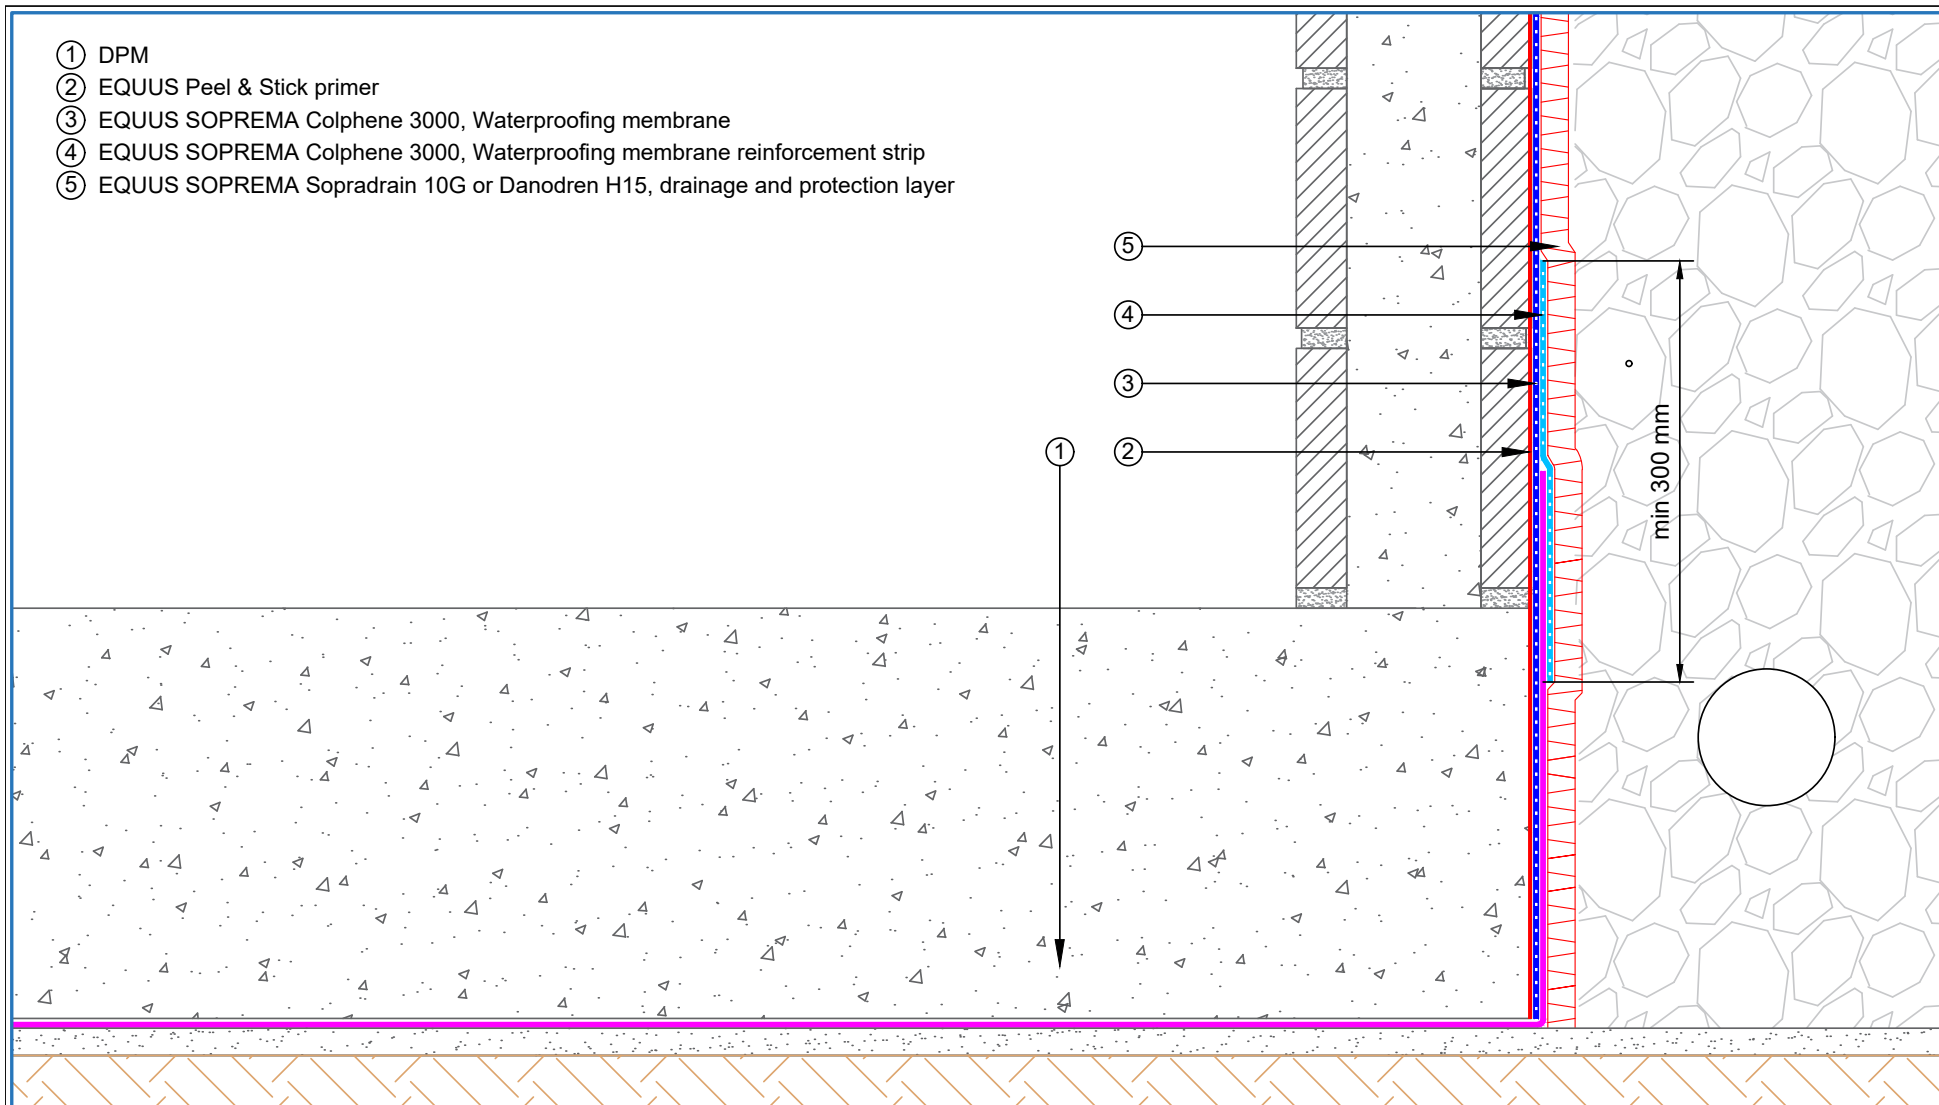 ① DPM
② EQUUS Peel & Stick primer
③ EQUUS SOPREMA Colphene 3000, Waterproofing membrane
④ EQUUS SOPREMA Colphene 3000, Waterproofing membrane reinforcement strip
⑤ EQUUS SOPREMA Sopradrain 10G or Danodren H15, drainage and protection layer
⑤
④
③
① ②
min 300 mm